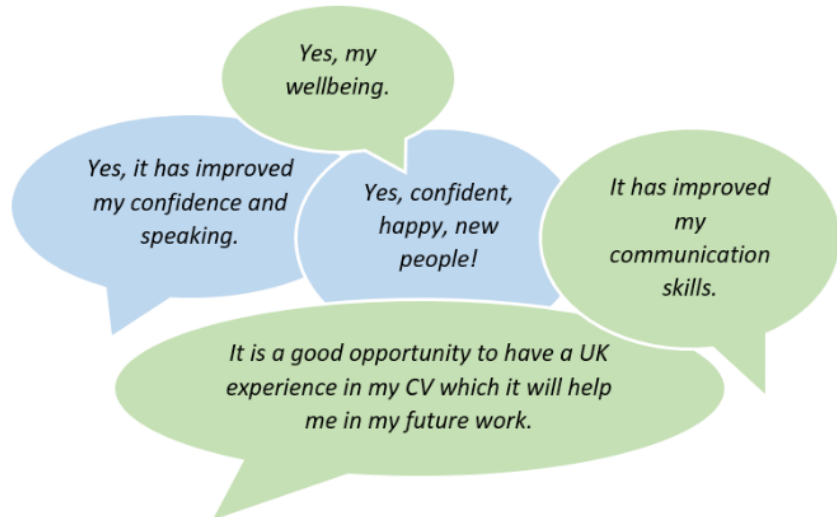 Yes, my
wellbeing.
Yes, it has improved
my confidence and
speaking.
Yes, confident,
happy, new
people!
It has improved
my
communication
skills.
It is a good opportunity to have a UK
experience in my CV which it will help
me in my future work.